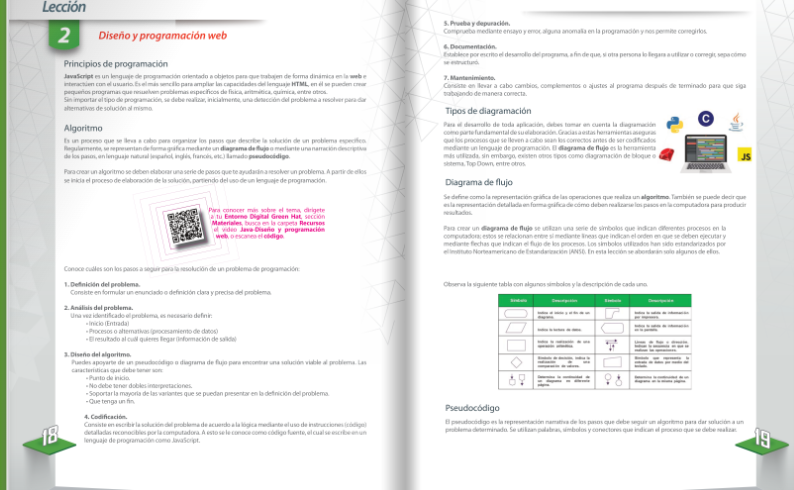 Lección
2
Diseño y programación web
Principios de programación
JavaScript es un lenguaje de programación orientado a objetos para que trabajen de forma dinámica en la web e
interactúen con el usuario. Es el más sencillo para ampliar las capacidades del lenguaje HTML, en él se pueden crear
pequeños programas que resuelven problemas específicos de física, aritmética, química, entre otros.
Sin importar el tipo de programación, se debe realizar, inicialmente, una detección del problema a resolver para dar
alternativas de solución al mismo.
Algoritmo
Es un proceso que se lleva a cabo para organizar los pasos que describe la solución de un problema específico.
Regularmente, se representan de forma gráfica mediante un diagrama de flujo o mediante una narración descriptiva
de los pasos, en lenguaje natural (español, inglés, francés, etc.) llamado pseudocódigo.
Para crear un algoritmo se deben elaborar una serie de pasos que te ayudarán a resolver un problema. A partir de ellos
se inicia el proceso de elaboración de la solución, partiendo del uso de un lenguaje de programación.
Para conocer más sobre el tema, dirígete
a tu Entorno Digital Green Hat, sección
Materiales, busca en la carpeta Recursos
el video Java-Diseño y programación
web, o escanea el código.
Conoce cuáles son los pasos a seguir para la resolución de un problema de programación:
1. Definición del problema.
Consiste en formular un enunciado o definición clara y precisa del problema.
2. Análisis del problema.
Una vez identificado el problema, es necesario definir:
• Inicio (Entrada)
• Procesos o alternativas (procesamiento de datos)
• El resultado al cuál quieres llegar (información de salida)
3. Diseño del algoritmo.
Puedes apoyarte de un pseudocódigo o diagrama de flujo para encontrar una solución viable al problema. Las
características que debe tener son:
• Punto de inicio.
• No debe tener dobles interpretaciones.
• Soportar la mayoría de las variantes que se puedan presentar en la definición del problema.
• Que tenga un fin.
4. Codificación.
Consiste en escribir la solución del problema de acuerdo a la lógica mediante el uso de instrucciones (código)
detalladas reconocibles por la computadora. A esto se le conoce como código fuente, el cual se escribe en un
lenguaje de programación como JavaScript.
18
5. Prueba y depuración.
Comprueba mediante ensayo y error, alguna anomalía en la programación y nos permite corregirlos.
6. Documentación.
Establece por escrito el desarrollo del programa, a fin de que, si otra persona lo llegara a utilizar o corregir, sepa cómo
se estructuró.
7. Mantenimiento.
Consiste en llevar a cabo cambios, complementos o ajustes al programa después de terminado para que siga
trabajando de manera correcta.
Tipos de diagramación
Para el desarrollo de toda aplicación, debes tomar en cuenta la diagramación
como parte fundamental de su elaboración. Gracias a estas herramientas aseguras
que los procesos que se lleven a cabo sean los correctos antes de ser codificados
mediante un lenguaje de programación. El diagrama de flujo es la herramienta
más utilizada, sin embargo, existen otros tipos como diagramación de bloque o
sistema, Top Down, entre otros.
C
JS
Diagrama de flujo
Se define como la representación gráfica de las operaciones que realiza un algoritmo. También se puede decir que
es la representación detallada en forma gráfica de cómo deben realizarse los pasos en la computadora para producir
resultados.
Para crear un diagrama de flujo se utilizan una serie de símbolos que indican diferentes procesos en la
computadora; estos se relacionan entre sí mediante líneas que indican el orden en que se deben ejecutar y
mediante flechas que indican el flujo de los procesos. Los símbolos utilizados han sido estandarizados por
el Instituto Norteamericano de Estandarización (ANSI). En esta lección se abordarán solo algunos de ellos.
Observa la siguiente tabla con algunos símbolos y la descripción de cada uno.
Símbolo Descripción Símbolo Descripción
Indica el inicio y el fin de un
diagrama.
Indica la salida de información
por impresora.
Indica la lectura de datos.
Indica la salida de información
en la pantalla.
Indica la realización de una
operación aritmética.
Líneas de flujo o dirección.
Indican la secuencia en que se
realizan las operaciones.
Símbolo de decisión, indica la
realización de una
comparación de valores.
Símbolo que representa la
entrada de datos por medio del
teclado.
Determina la continuidad de
un diagrama en diferente
página.
Determina la continuidad de un
diagrama en la misma página.
Pseudocódigo
El pseudocódigo es la representación narrativa de los pasos que debe seguir un algoritmo para dar solución a un
problema determinado. Se utilizan palabras, símbolos y conectores que indican el proceso que se debe realizar.
19